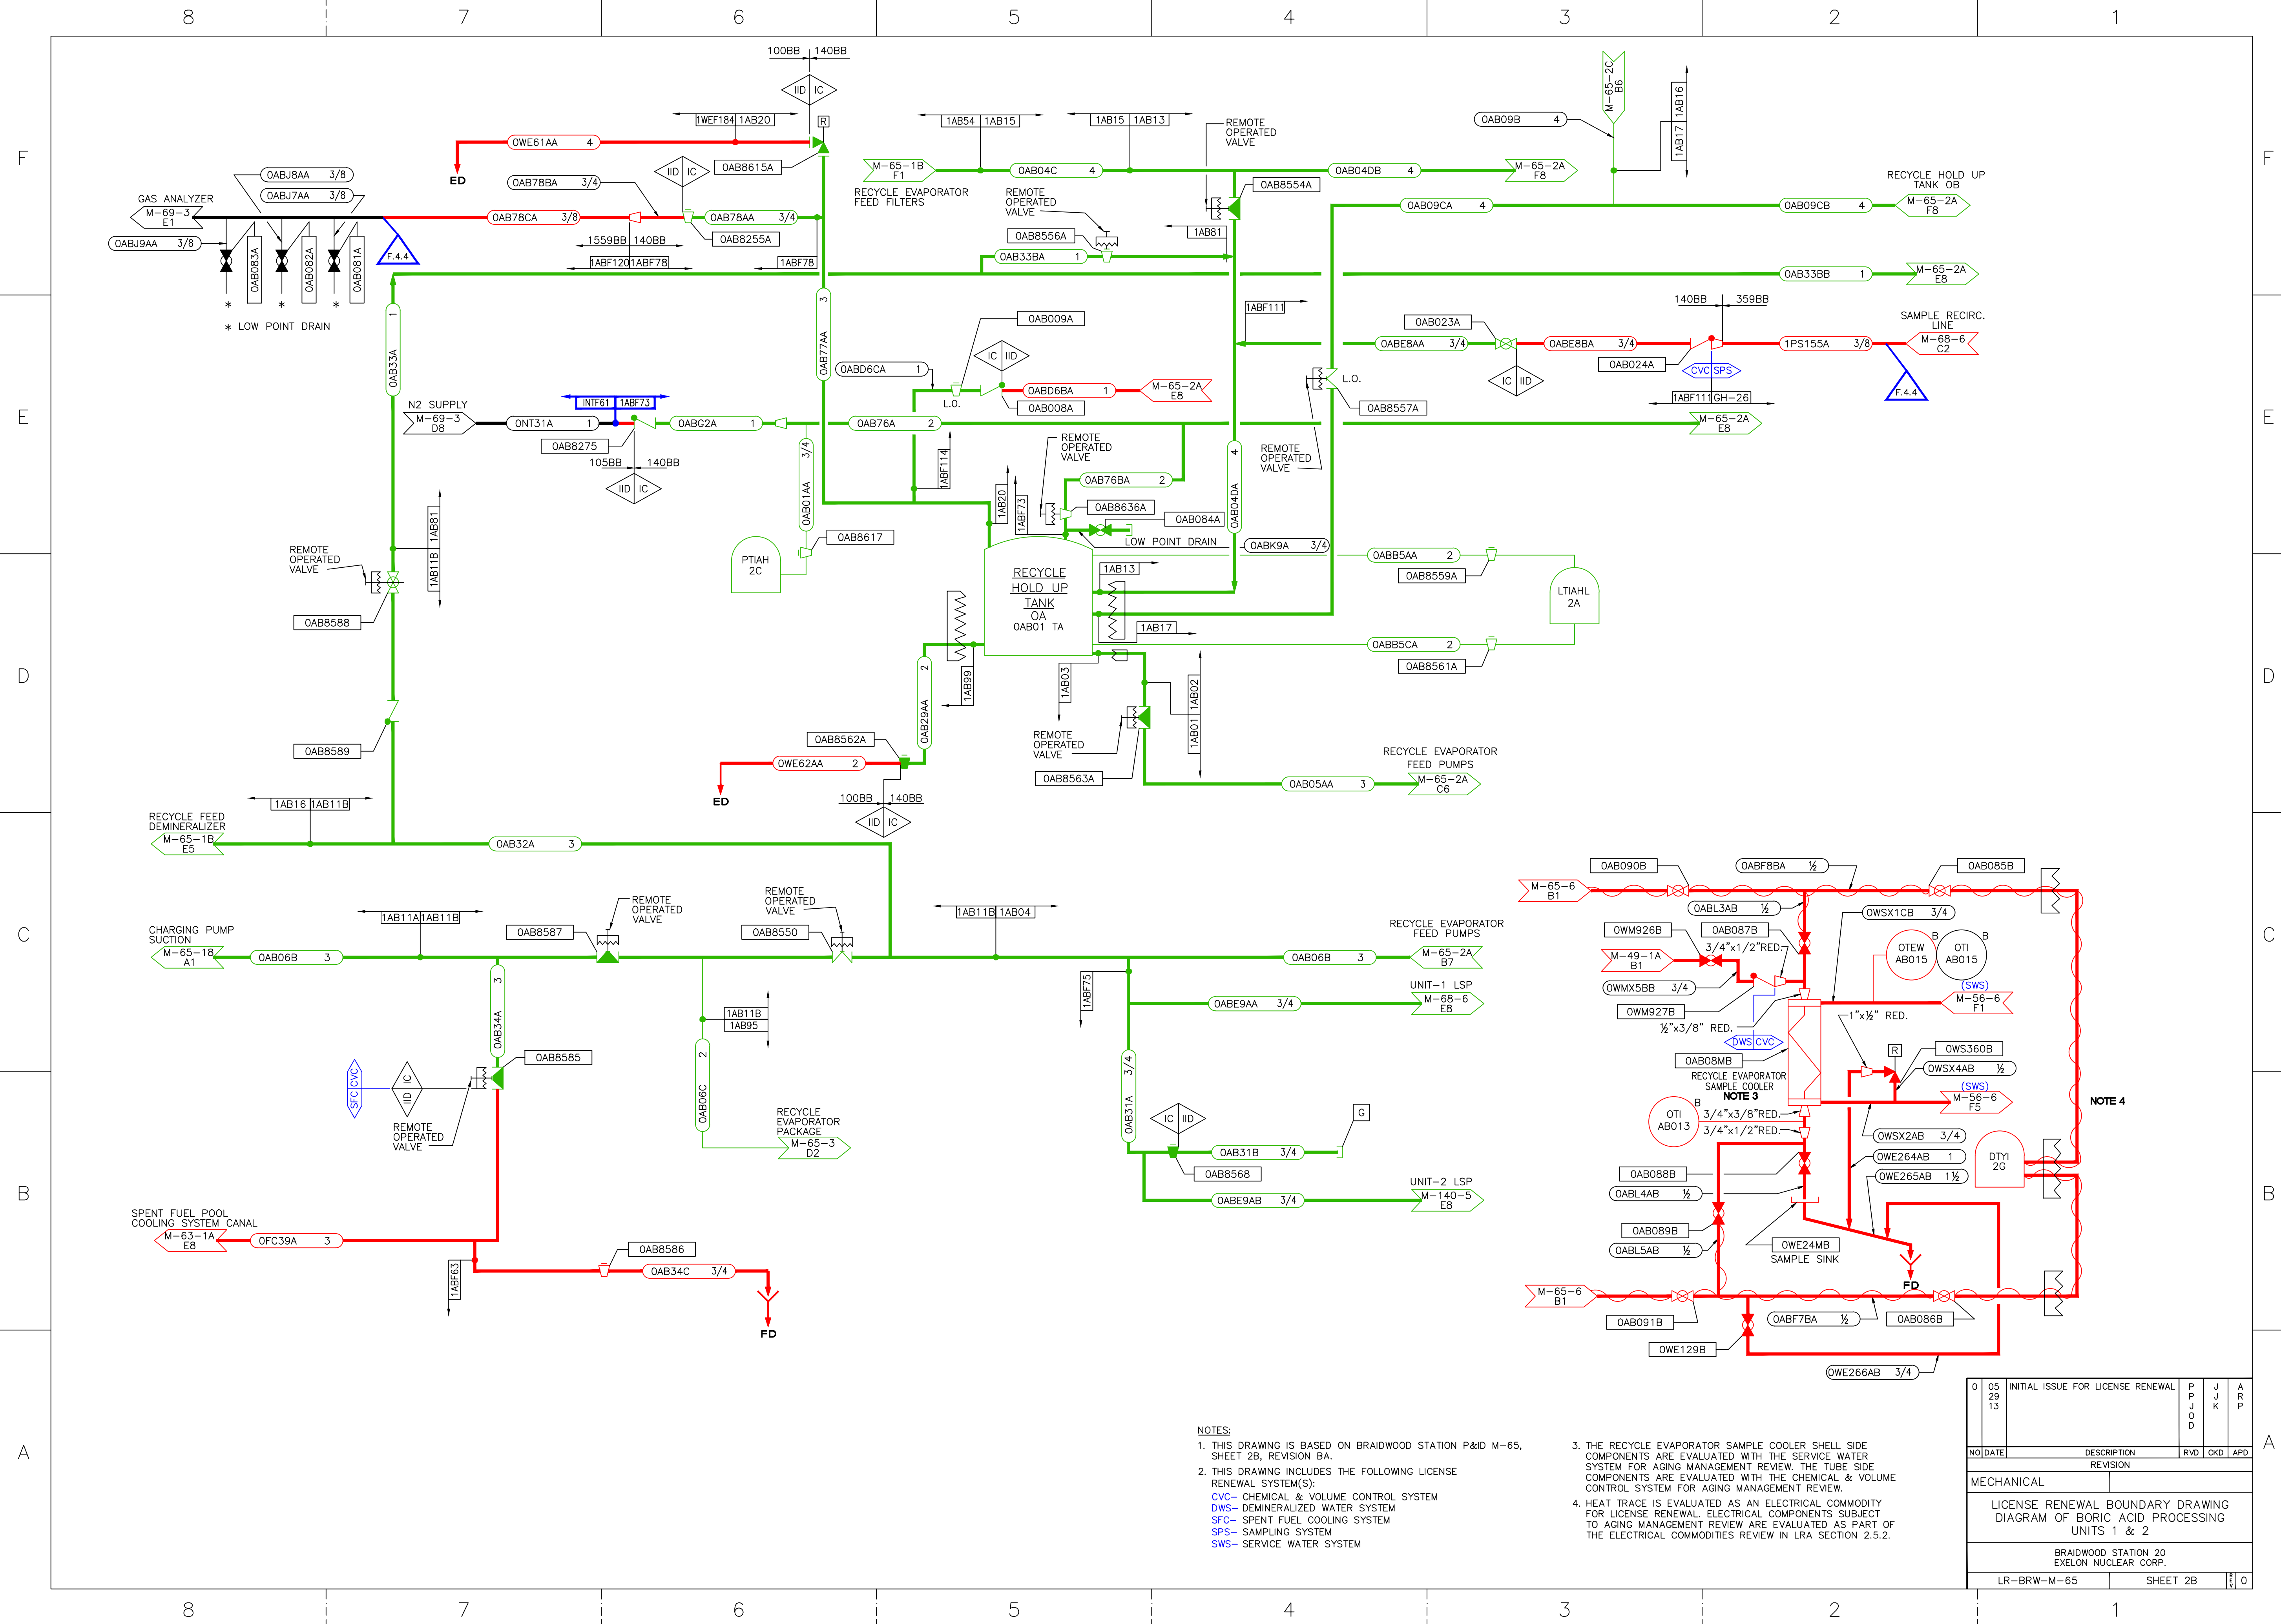 8
7
6
5
4
3
2
1
F
E
D
C
B
A
100BB
140BB
IID
IC
R
1WEF184
1AB20
0WE61AA 4
ED
0AB8615A
0AB78BA 3/4
IID
IC
0ABJ8AA 3/8
0ABJ7AA 3/8
GAS ANALYZER
M-69-3
E1
0ABJ9AA 3/8
0AB083A
0AB082A
0AB081A
*
*
*
* LOW POINT DRAIN
F.4.4
0AB78CA 3/8
0AB78AA 3/4
0AB8255A
1559BB
140BB
1ABF120
1ABF78
1ABF78
0AB77AA 3
1AB54
1AB15
1AB15
1AB13
M-65-1B
F1
RECYCLE EVAPORATOR
FEED FILTERS
0AB04C 4
REMOTE
OPERATED
VALVE
0AB04DB 4
M-65-2A
F8
0AB8554A
REMOTE
OPERATED
VALVE
0AB8556A
1AB81
0AB33BA 1
0AB09B 4
M-65-2C
B6
1AB17
1AB16
RECYCLE HOLD UP
TANK OB
M-65-2A
F8
0AB09CA 4
0AB09CB 4
0AB33BB 1
M-65-2A
E8
1ABF111
140BB
359BB
0AB023A
0ABE8AA 3/4
0ABE8BA 3/4
0AB024A
IC
IID
CVC
SPS
1ABF111
GH-26
1PS155A 3/8
SAMPLE RECIRC.
LINE
M-68-6
C2
F.4.4
0AB33A 1
0AB009A
0ABD6CA 1
IC
IID
0ABD6BA 1
M-65-2A
E8
L.O.
0AB008A
L.O.
0AB8557A
REMOTE
OPERATED
VALVE
N2 SUPPLY
M-69-3
D8
0NT31A 1
INTF61
1ABF73
0AB8275
0ABG2A 1
0AB76A 2
105BB
140BB
IID
IC
M-65-2A
E8
0AB01AA 3/4
0AB8617
PTIAH
2C
1ABF114
1AB20
1ABF73
REMOTE
OPERATED
VALVE
0AB76BA 2
0AB8636A
0AB084A
LOW POINT DRAIN
0AB04DA 4
0ABK9A 3/4
1AB11B
1AB81
REMOTE
OPERATED
VALVE
0AB8588
0AB8589
RECYCLE
HOLD UP
TANK
OA
0AB01 TA
1AB13
1AB17
0ABB5AA 2
0AB8559A
LTIAHL
2A
0ABB5CA 2
0AB8561A
1AB99
0AB29AA 2
1AB03
1AB01
1AB02
REMOTE
OPERATED
VALVE
0AB8563A
0AB8562A
0WE62AA 2
ED
100BB
140BB
IID
IC
RECYCLE EVAPORATOR
FEED PUMPS
0AB05AA 3
M-65-2A
C6
1AB16
1AB11B
RECYCLE FEED
DEMINERALIZER
M-65-1B
E5
0AB32A 3
1AB11A
1AB11B
CHARGING PUMP
SUCTION
M-65-18
A1
0AB06B 3
0AB8587
REMOTE
OPERATED
VALVE
REMOTE
OPERATED
VALVE
0AB8550
1AB11B
1AB04
RECYCLE EVAPORATOR
FEED PUMPS
0AB06B 3
M-65-2A
B7
1ABF75
UNIT-1 LSP
0ABE9AA 3/4
M-68-6
E8
0AB34A 3
0AB8585
SFC
CVC
IID
IC
REMOTE
OPERATED
VALVE
1AB11B
1AB95
0AB06C 2
RECYCLE
EVAPORATOR
PACKAGE
M-65-3
D2
0AB31A 3/4
IC
IID
G
0AB31B 3/4
0AB8568
UNIT-2 LSP
0ABE9AB 3/4
M-140-5
E8
SPENT FUEL POOL
COOLING SYSTEM CANAL
M-63-1A
E8
0FC39A 3
1ABF63
0AB8586
0AB34C 3/4
FD
0AB090B
0ABF8BA ½
0AB085B
M-65-6
B1
0ABL3AB ½
0WSX1CB 3/4
0WM926B
0AB087B
3/4"x1/2"RED.
M-49-1A
B1
0WMX5BB 3/4
0WM927B
½"x3/8" RED.
DWS
CVC
0AB08MB
RECYCLE EVAPORATOR
SAMPLE COOLER
NOTE 3
OTEW
AB015
B
OTI
AB015
B
(SWS)
M-56-6
F1
1"x½" RED.
R
0WS360B
0WSX4AB ½
(SWS)
M-56-6
F5
OTI
AB013
B
3/4"x3/8"RED.
3/4"x1/2"RED.
0WSX2AB 3/4
0WE264AB 1
0WE265AB 1½
DTYI
2G
NOTE 4
0AB088B
0ABL4AB ½
0AB089B
0ABL5AB ½
0WE24MB
SAMPLE SINK
FD
M-65-6
B1
0AB091B
0ABF7BA ½
0AB086B
0WE129B
0WE266AB 3/4
NOTES:
1. THIS DRAWING IS BASED ON BRAIDWOOD STATION P&ID M-65,
SHEET 2B, REVISION BA.
2. THIS DRAWING INCLUDES THE FOLLOWING LICENSE
RENEWAL SYSTEM(S):
CVC- CHEMICAL & VOLUME CONTROL SYSTEM
DWS- DEMINERALIZED WATER SYSTEM
SFC- SPENT FUEL COOLING SYSTEM
SPS- SAMPLING SYSTEM
SWS- SERVICE WATER SYSTEM
3. THE RECYCLE EVAPORATOR SAMPLE COOLER SHELL SIDE
COMPONENTS ARE EVALUATED WITH THE SERVICE WATER
SYSTEM FOR AGING MANAGEMENT REVIEW. THE TUBE SIDE
COMPONENTS ARE EVALUATED WITH THE CHEMICAL & VOLUME
CONTROL SYSTEM FOR AGING MANAGEMENT REVIEW.
4. HEAT TRACE IS EVALUATED AS AN ELECTRICAL COMMODITY
FOR LICENSE RENEWAL. ELECTRICAL COMPONENTS SUBJECT
TO AGING MANAGEMENT REVIEW ARE EVALUATED AS PART OF
THE ELECTRICAL COMMODITIES REVIEW IN LRA SECTION 2.5.2.
0 05 29 13 INITIAL ISSUE FOR LICENSE RENEWAL PPJOD JJK ARP
NO DATE DESCRIPTION RVD CKD APD
REVISION
MECHANICAL
LICENSE RENEWAL BOUNDARY DRAWING
DIAGRAM OF BORIC ACID PROCESSING
UNITS 1 & 2
BRAIDWOOD STATION 20
EXELON NUCLEAR CORP.
LR-BRW-M-65 SHEET 2B REV 0
F
E
D
C
B
A
8
7
6
5
4
3
2
1